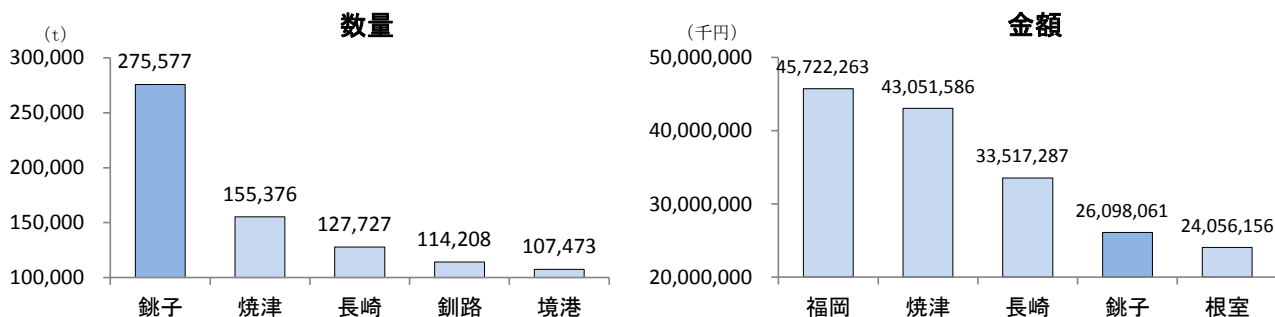 数量
(t)
300,000
250,000
200,000
150,000
100,000
275,577
155,376
127,727
114,208
107,473
銚子
焼津
長崎
釧路
境港
金額
(千円)
50,000,000
40,000,000
30,000,000
20,000,000
45,722,263
43,051,586
33,517,287
26,098,061
24,056,156
福岡
焼津
長崎
銚子
根室